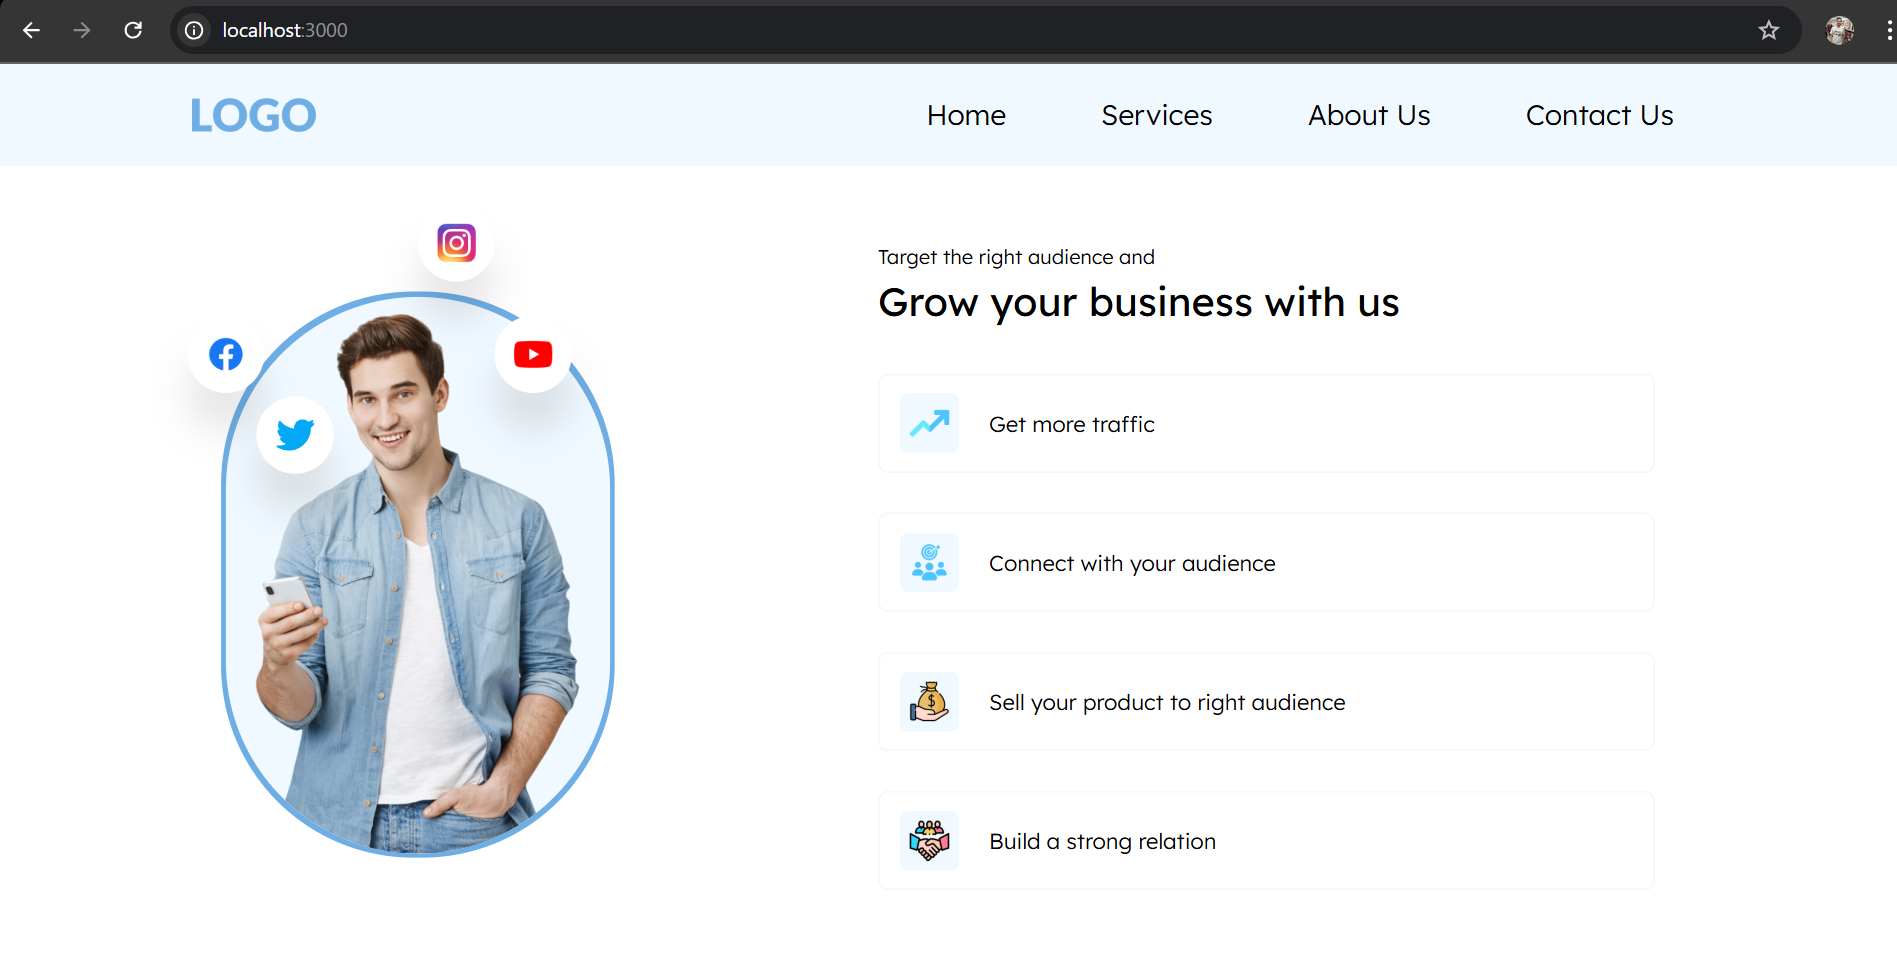 localhost:3000
LOGO
Home Services About Us Contact Us
Target the right audience and
Grow your business with us
Get more traffic
Connect with your audience
Sell your product to right audience
Build a strong relation